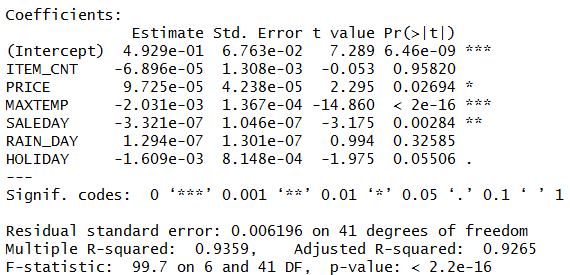 Coefficients:
              Estimate Std. Error t value Pr(>|t|)
(Intercept)  4.929e-01  6.763e-02   7.289 6.46e-09 ***
ITEM_CNT    -6.896e-05  1.308e-03  -0.053  0.95820
PRICE        9.725e-05  4.238e-05   2.295  0.02694 *
MAXTEMP     -2.031e-03  1.367e-04 -14.860  < 2e-16 ***
SALEDAY     -3.321e-07  1.046e-07  -3.175  0.00284 **
RAIN_DAY     1.294e-07  1.301e-07   0.994  0.32585
HOLIDAY     -1.609e-03  8.148e-04  -1.975  0.05506 .
---
Signif. codes:  0 ‘***’ 0.001 ‘**’ 0.01 ‘*’ 0.05 ‘.’ 0.1 ‘ ’ 1
Residual standard error: 0.006196 on 41 degrees of freedom
Multiple R-squared:  0.9359,    Adjusted R-squared:  0.9265
F-statistic:  99.7 on 6 and 41 DF,  p-value: < 2.2e-16